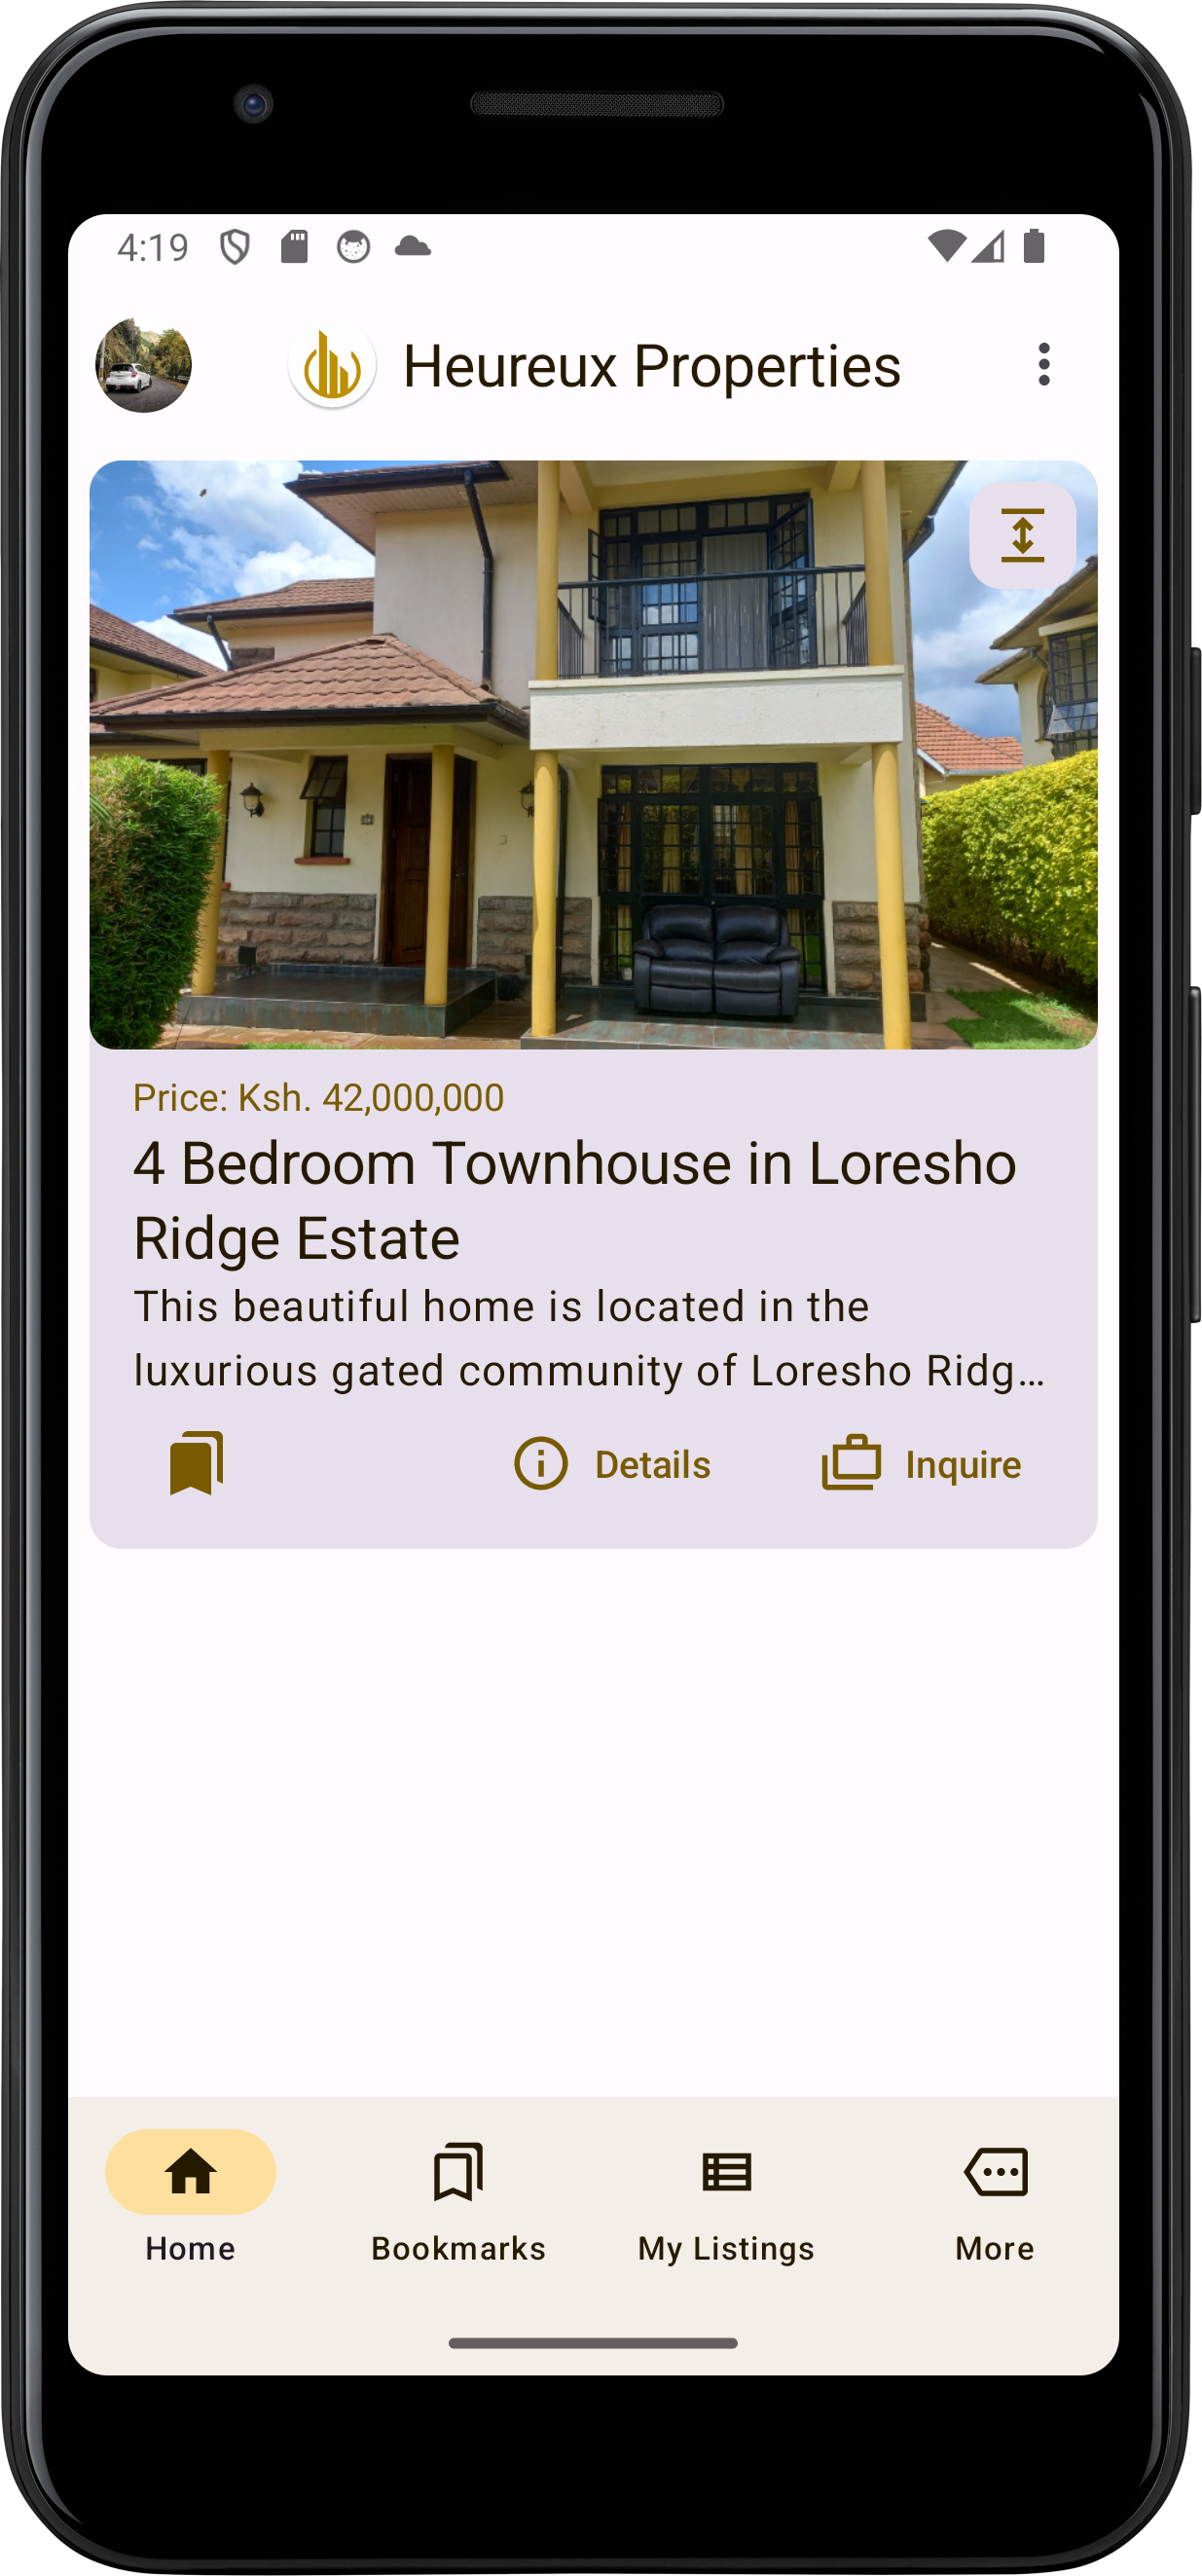 4:19
Heureux Properties
Price: Ksh. 42,000,000
4 Bedroom Townhouse in Loresho
Ridge Estate
This beautiful home is located in the
luxurious gated community of Loresho Ridg...
Details
Inquire
Home
Bookmarks
My Listings
More